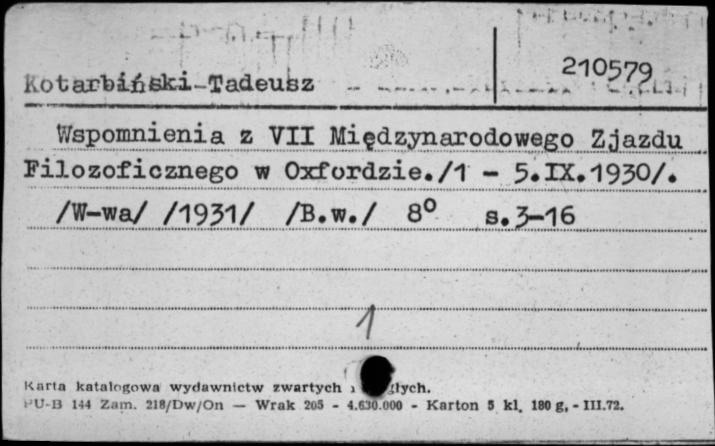 210579
Kotarbiński Tadeusz
Wspomnienia z VII Międzynarodowego Zjazdu
Filozoficznego w Oxfordzie./1 - 5.IX.1930/.
/W-wa/ /1931/ /B.w./ 8⁰ s.3-16
1
Karta katalogowa wydawnictw zwartych
PU-B 144 Zam. 218/Dw/On — Wrak 205 - 4.630.000 - Karton 5 kl. 180 g, - III.72.